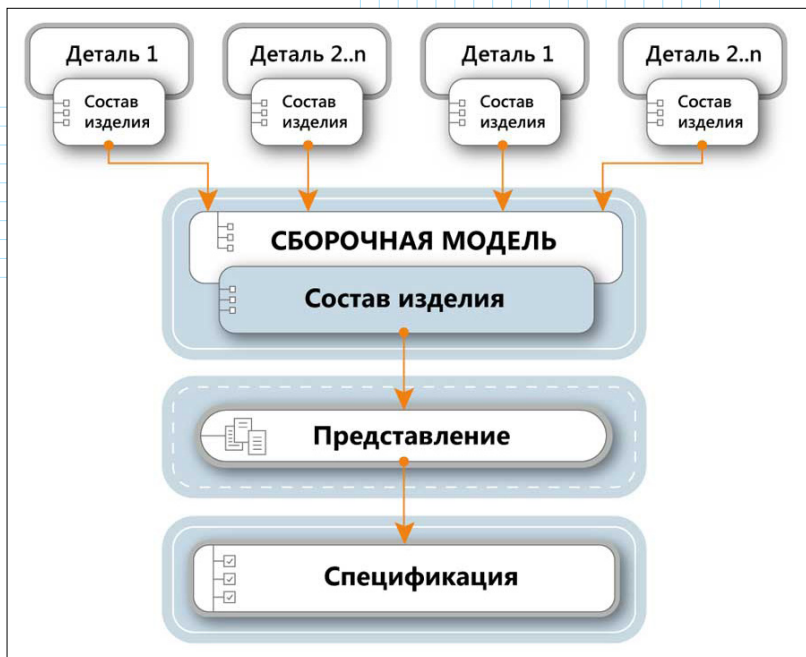 Деталь 1
Деталь 2..n
Деталь 1
Деталь 2..n
Состав
изделия
Состав
изделия
Состав
изделия
Состав
изделия
СБОРОЧНАЯ МОДЕЛЬ
Состав изделия
Представление
Спецификация